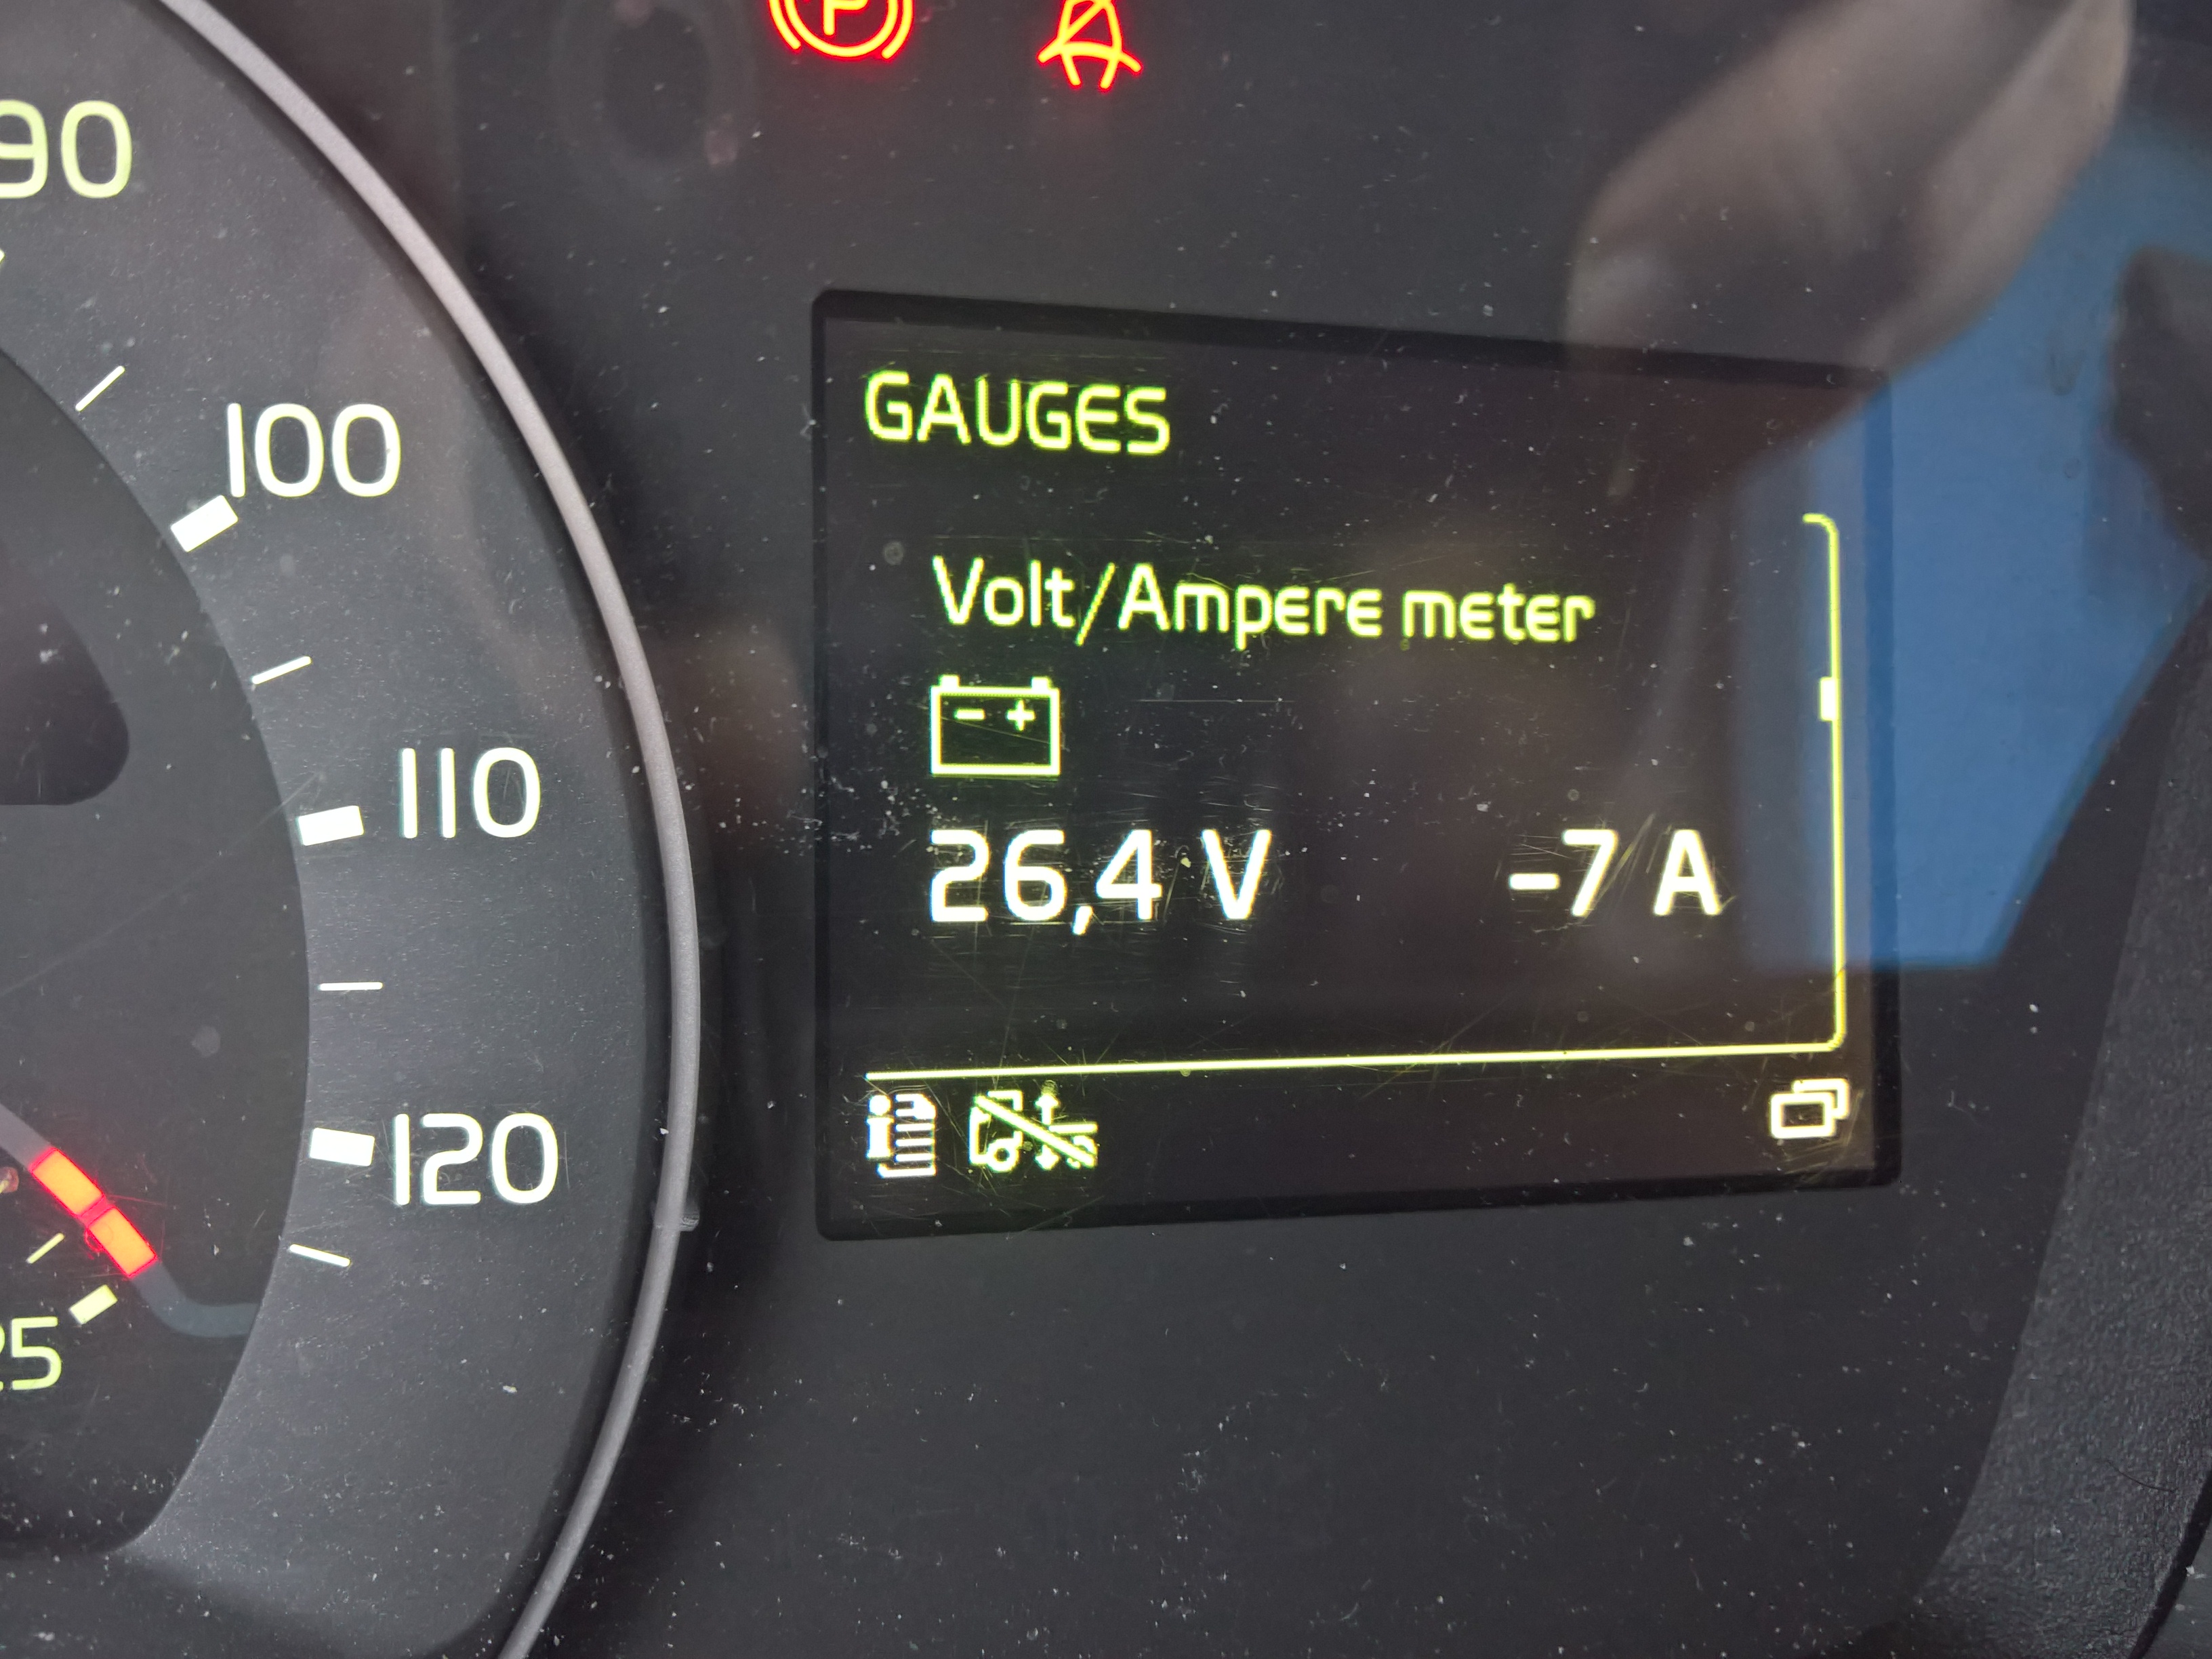 90
100
110
120
25
GAUGES
Volt/Ampere meter
- +
26,4 V -7 A